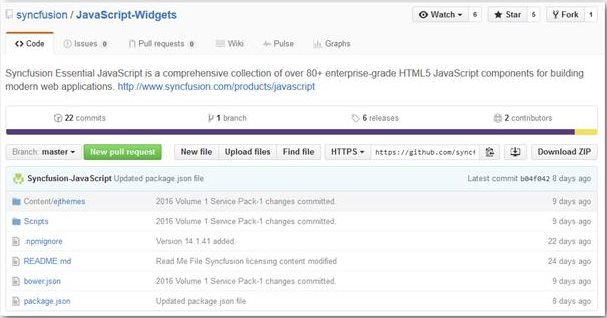 syncfusion / JavaScript-Widgets
Watch 6 Star 5 Fork 1
Code Issues 0 Pull requests 0 Wiki Pulse Graphs
Syncfusion Essential JavaScript is a comprehensive collection of over 80+ enterprise-grade HTML5 JavaScript components for building
modern web applications. http://www.syncfusion.com/products/javascript
22 commits 1 branch 6 releases 2 contributors
Branch: master New pull request New file Upload files Find file HTTPS https://github.com/sync Download ZIP
Syncfusion-JavaScript Updated package.json file Latest commit b04f042 8 days ago
Content/ejthemes 2016 Volume 1 Service Pack-1 changes committed. 9 days ago
Scripts 2016 Volume 1 Service Pack-1 changes committed. 9 days ago
.npmignore Version 14.1.41 added 22 days ago
README.md Read Me File Syncfusion licensing content modified 24 days ago
bower.json 2016 Volume 1 Service Pack-1 changes committed. 9 days ago
package.json Updated package.json file 8 days ago